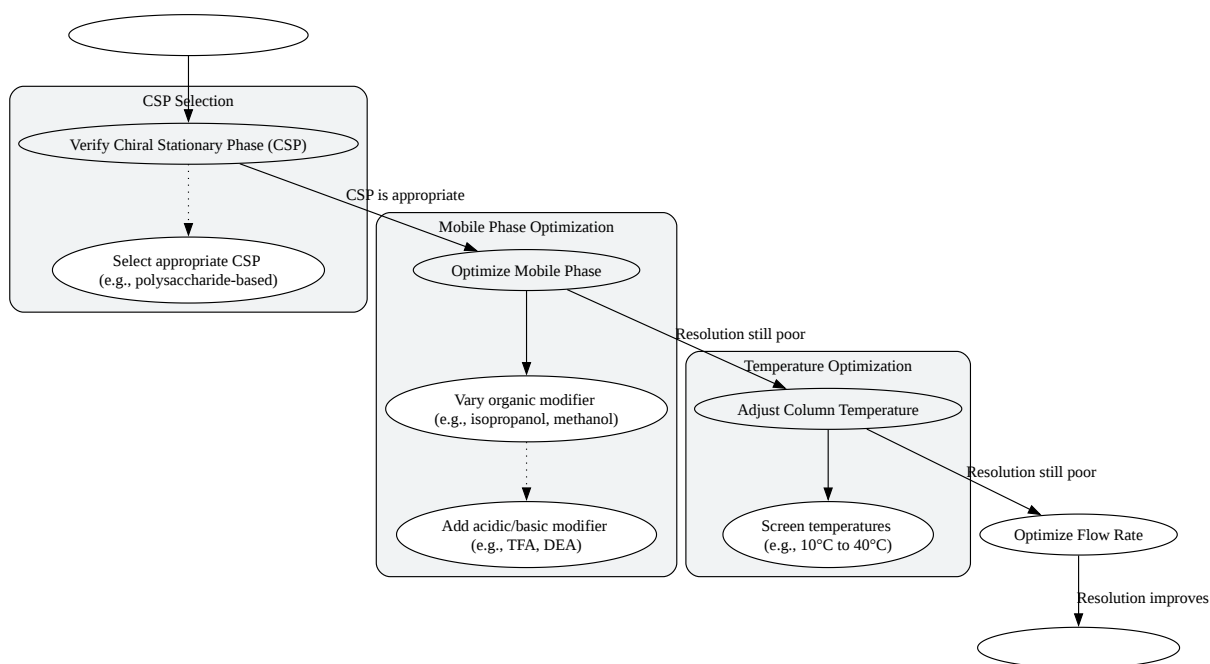 CSP Selection
Verify Chiral Stationary Phase (CSP)
CSP is appropriate
Select appropriate CSP
(e.g., polysaccharide-based)
Mobile Phase Optimization
Optimize Mobile Phase
Resolution still poor
Vary organic modifier
(e.g., isopropanol, methanol)
Add acidic/basic modifier
(e.g., TFA, DEA)
Temperature Optimization
Adjust Column Temperature
Resolution still poor
Screen temperatures
(e.g., 10°C to 40°C)
Optimize Flow Rate
Resolution improves